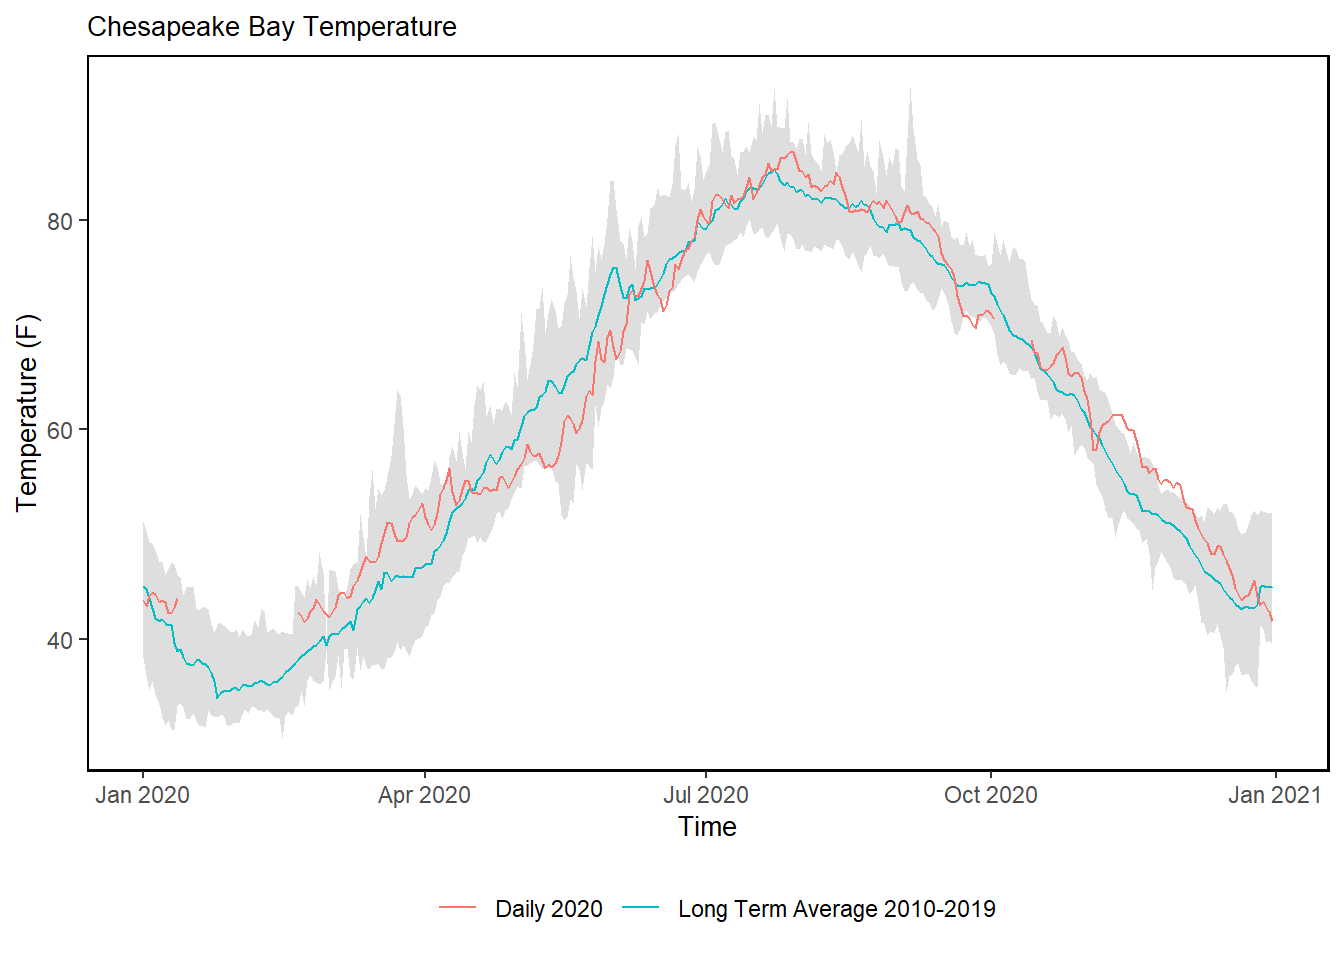 Chesapeake Bay Temperature
Temperature (F)
80
60
40
Jan 2020 Apr 2020 Jul 2020 Oct 2020 Jan 2021
Time
Daily 2020 Long Term Average 2010-2019